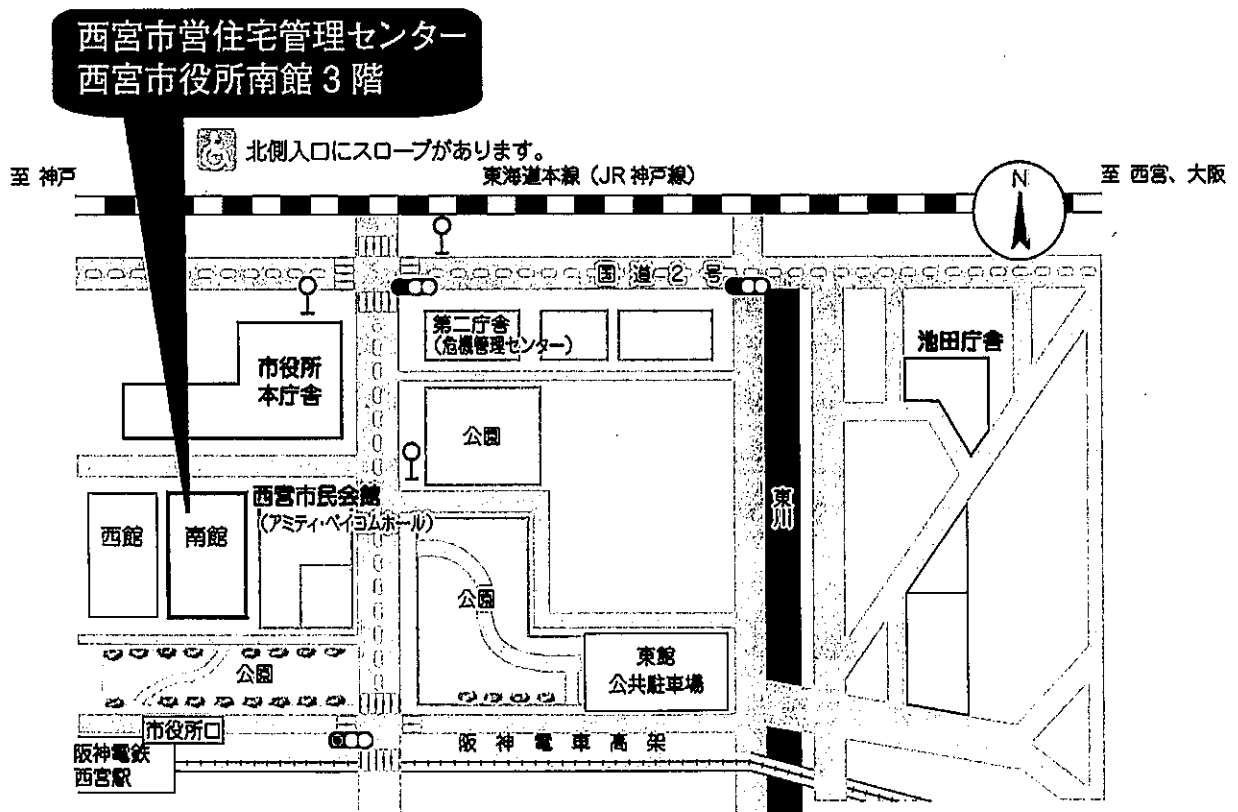 西宮市営住宅管理センター
西宮市役所南館3階
北側入口にスロープがあります。
至 神戸
東海道本線(JR神戸線)
至 西宮、大阪
N
国道2号
第二庁舎
(危機管理センター)
池田庁舎
市役所
本庁舎
公園
東川
西宮市民会館
(アミティ・ベイコムホール)
西館
南館
公園
東館
公共駐車場
公園
市役所口
阪神電車高架
阪神電鉄
西宮駅